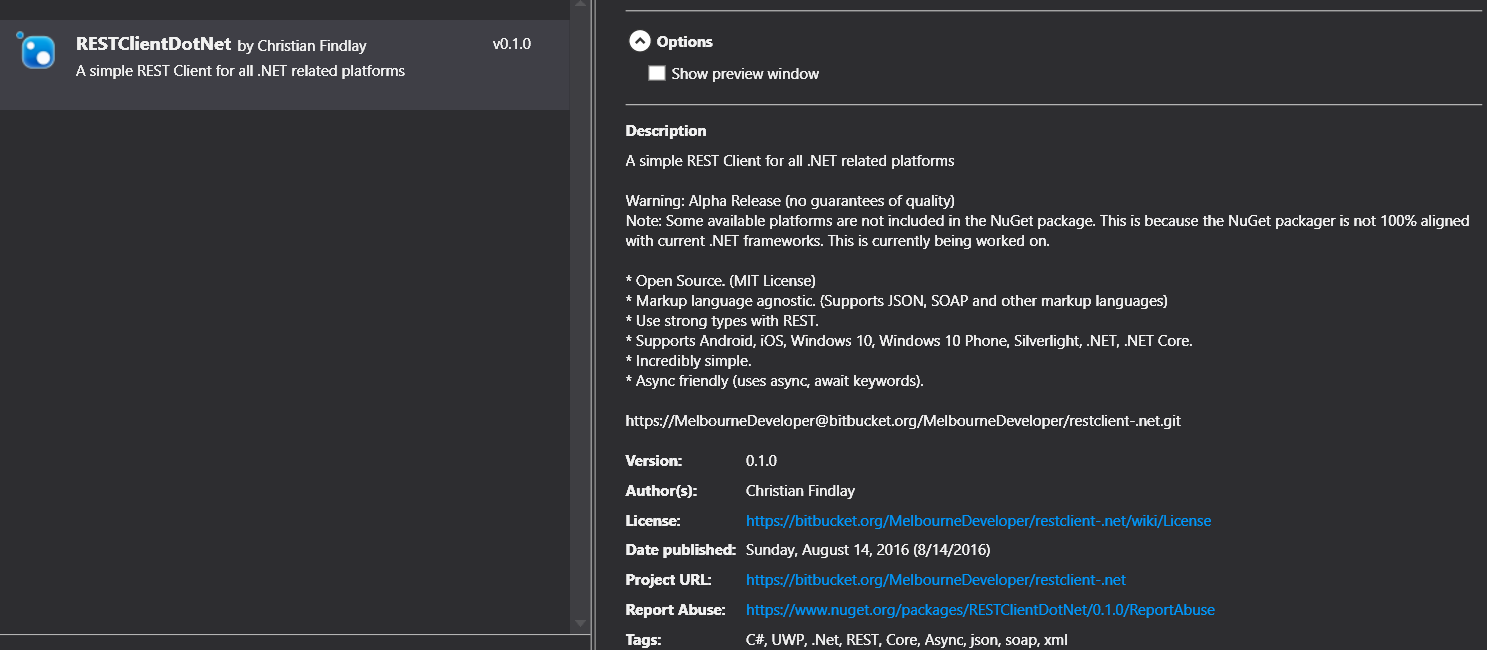 RESTClientDotNet by Christian Findlay v0.1.0
A simple REST Client for all .NET related platforms
Options
Show preview window
Description
A simple REST Client for all .NET related platforms
Warning: Alpha Release (no guarantees of quality)
Note: Some available platforms are not included in the NuGet package. This is because the NuGet packager is not 100% aligned
with current .NET frameworks. This is currently being worked on.
* Open Source. (MIT License)
* Markup language agnostic. (Supports JSON, SOAP and other markup languages)
* Use strong types with REST.
* Supports Android, iOS, Windows 10, Windows 10 Phone, Silverlight, .NET, .NET Core.
* Incredibly simple.
* Async friendly (uses async, await keywords).
https://MelbourneDeveloper@bitbucket.org/MelbourneDeveloper/restclient-.net.git
Version: 0.1.0
Author(s): Christian Findlay
License: https://bitbucket.org/MelbourneDeveloper/restclient-.net/wiki/License
Date published: Sunday, August 14, 2016 (8/14/2016)
Project URL: https://bitbucket.org/MelbourneDeveloper/restclient-.net
Report Abuse: https://www.nuget.org/packages/RESTClientDotNet/0.1.0/ReportAbuse
Tags: C#, UWP, .Net, REST, Core, Async, json, soap, xml